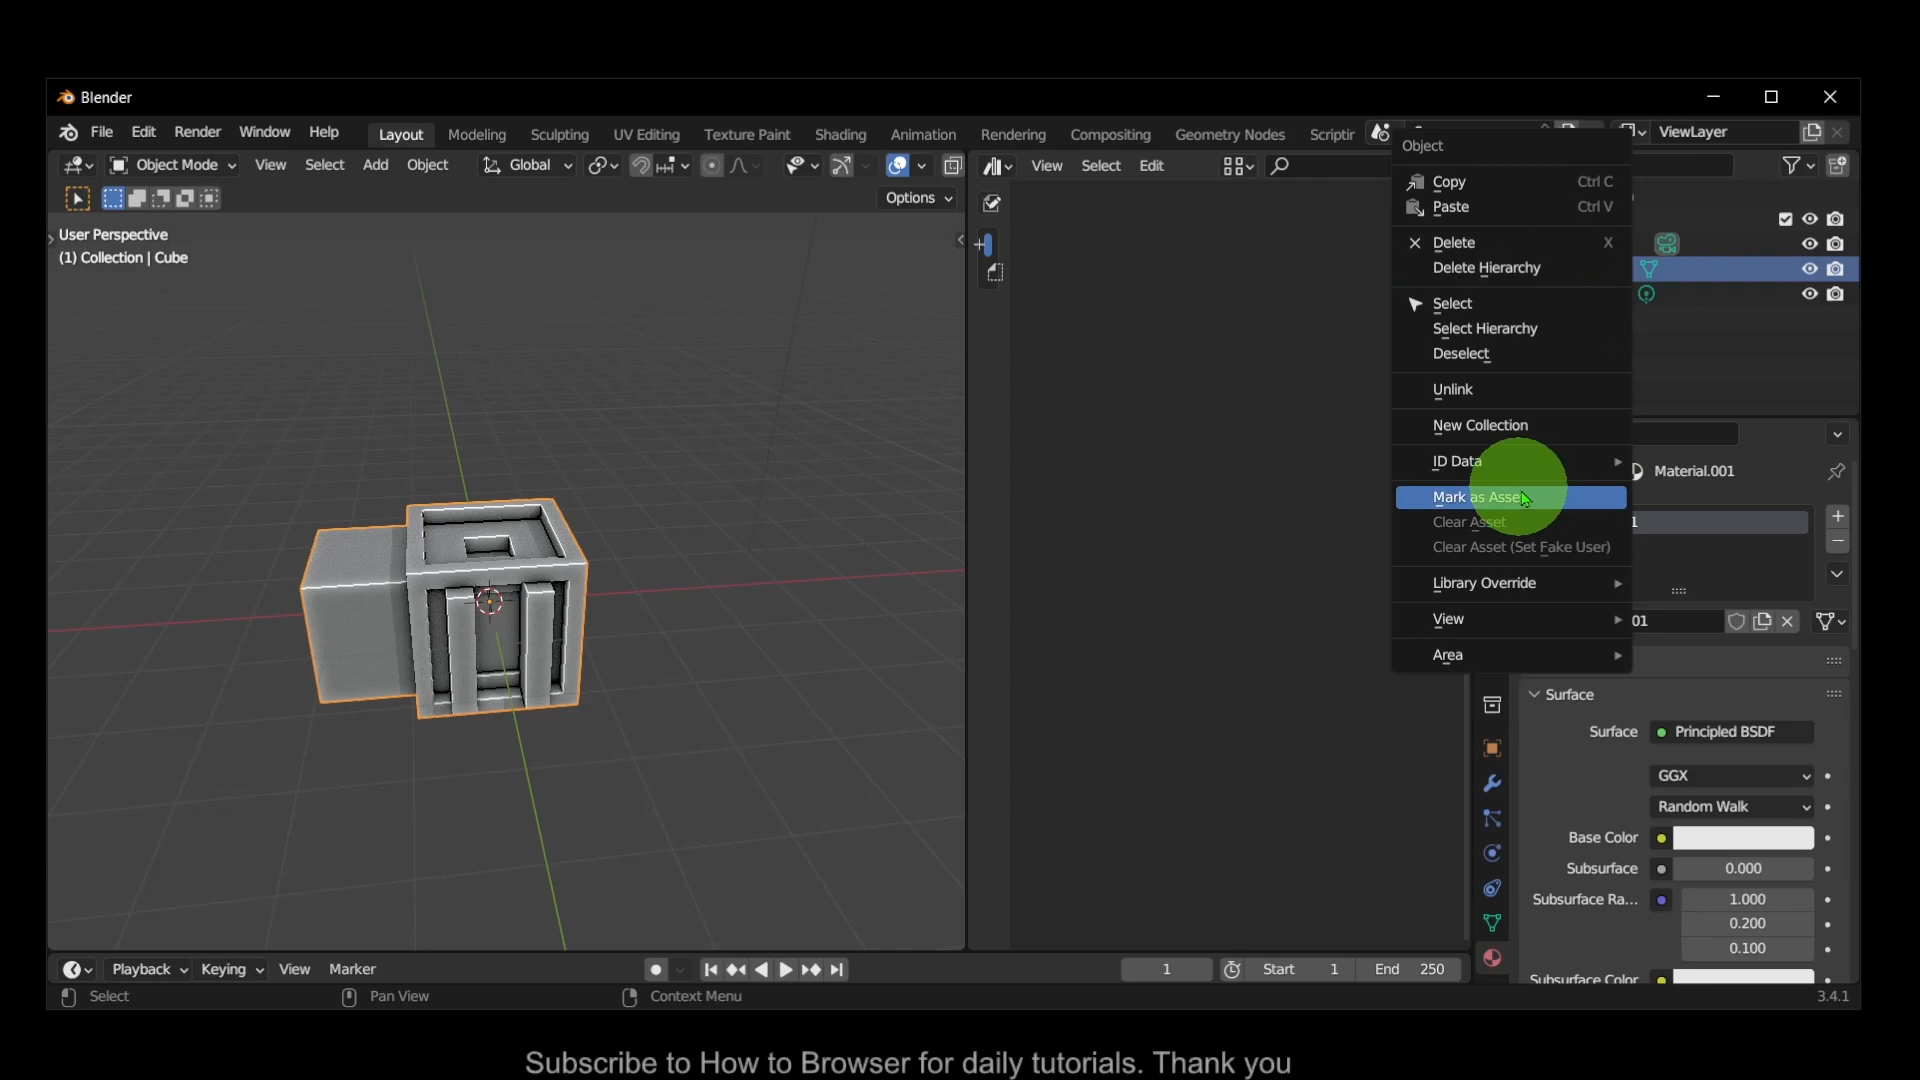 Blender
File Edit Render Window Help Layout Modeling Sculpting UV Editing Texture Paint Shading Animation Rendering Compositing Geometry Nodes Scriptir ViewLayer
Object Mode View Select Add Object Global View Select Edit
Options
User Perspective
(1) Collection | Cube
Object
Copy Ctrl C
Paste Ctrl V
Delete X
Delete Hierarchy
Select
Select Hierarchy
Deselect
Unlink
New Collection
ID Data
Mark as Asse
Clear Asset
Clear Asset (Set Fake User)
Library Override
View
Area
Material.001
1
01
Surface
Surface Principled BSDF
GGX
Random Walk
Base Color
Subsurface 0.000
Subsurface Ra... 1.000
0.200
0.100
Subsurface Color
Playback Keying View Marker 1 Start 1 End 250
Select Pan View Context Menu 3.4.1
Subscribe to How to Browser for daily tutorials. Thank you